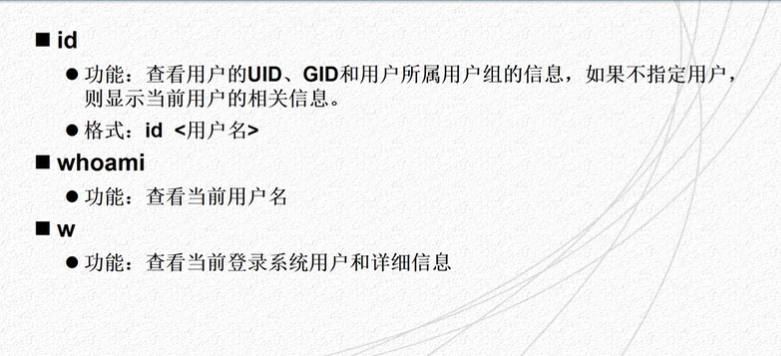 ■ id
● 功能：查看用户的UID、GID和用户所属用户组的信息，如果不指定用户，
则显示当前用户的相关信息。
● 格式：id <用户名>
■ whoami
● 功能：查看当前用户名
■ w
● 功能：查看当前登录系统用户和详细信息